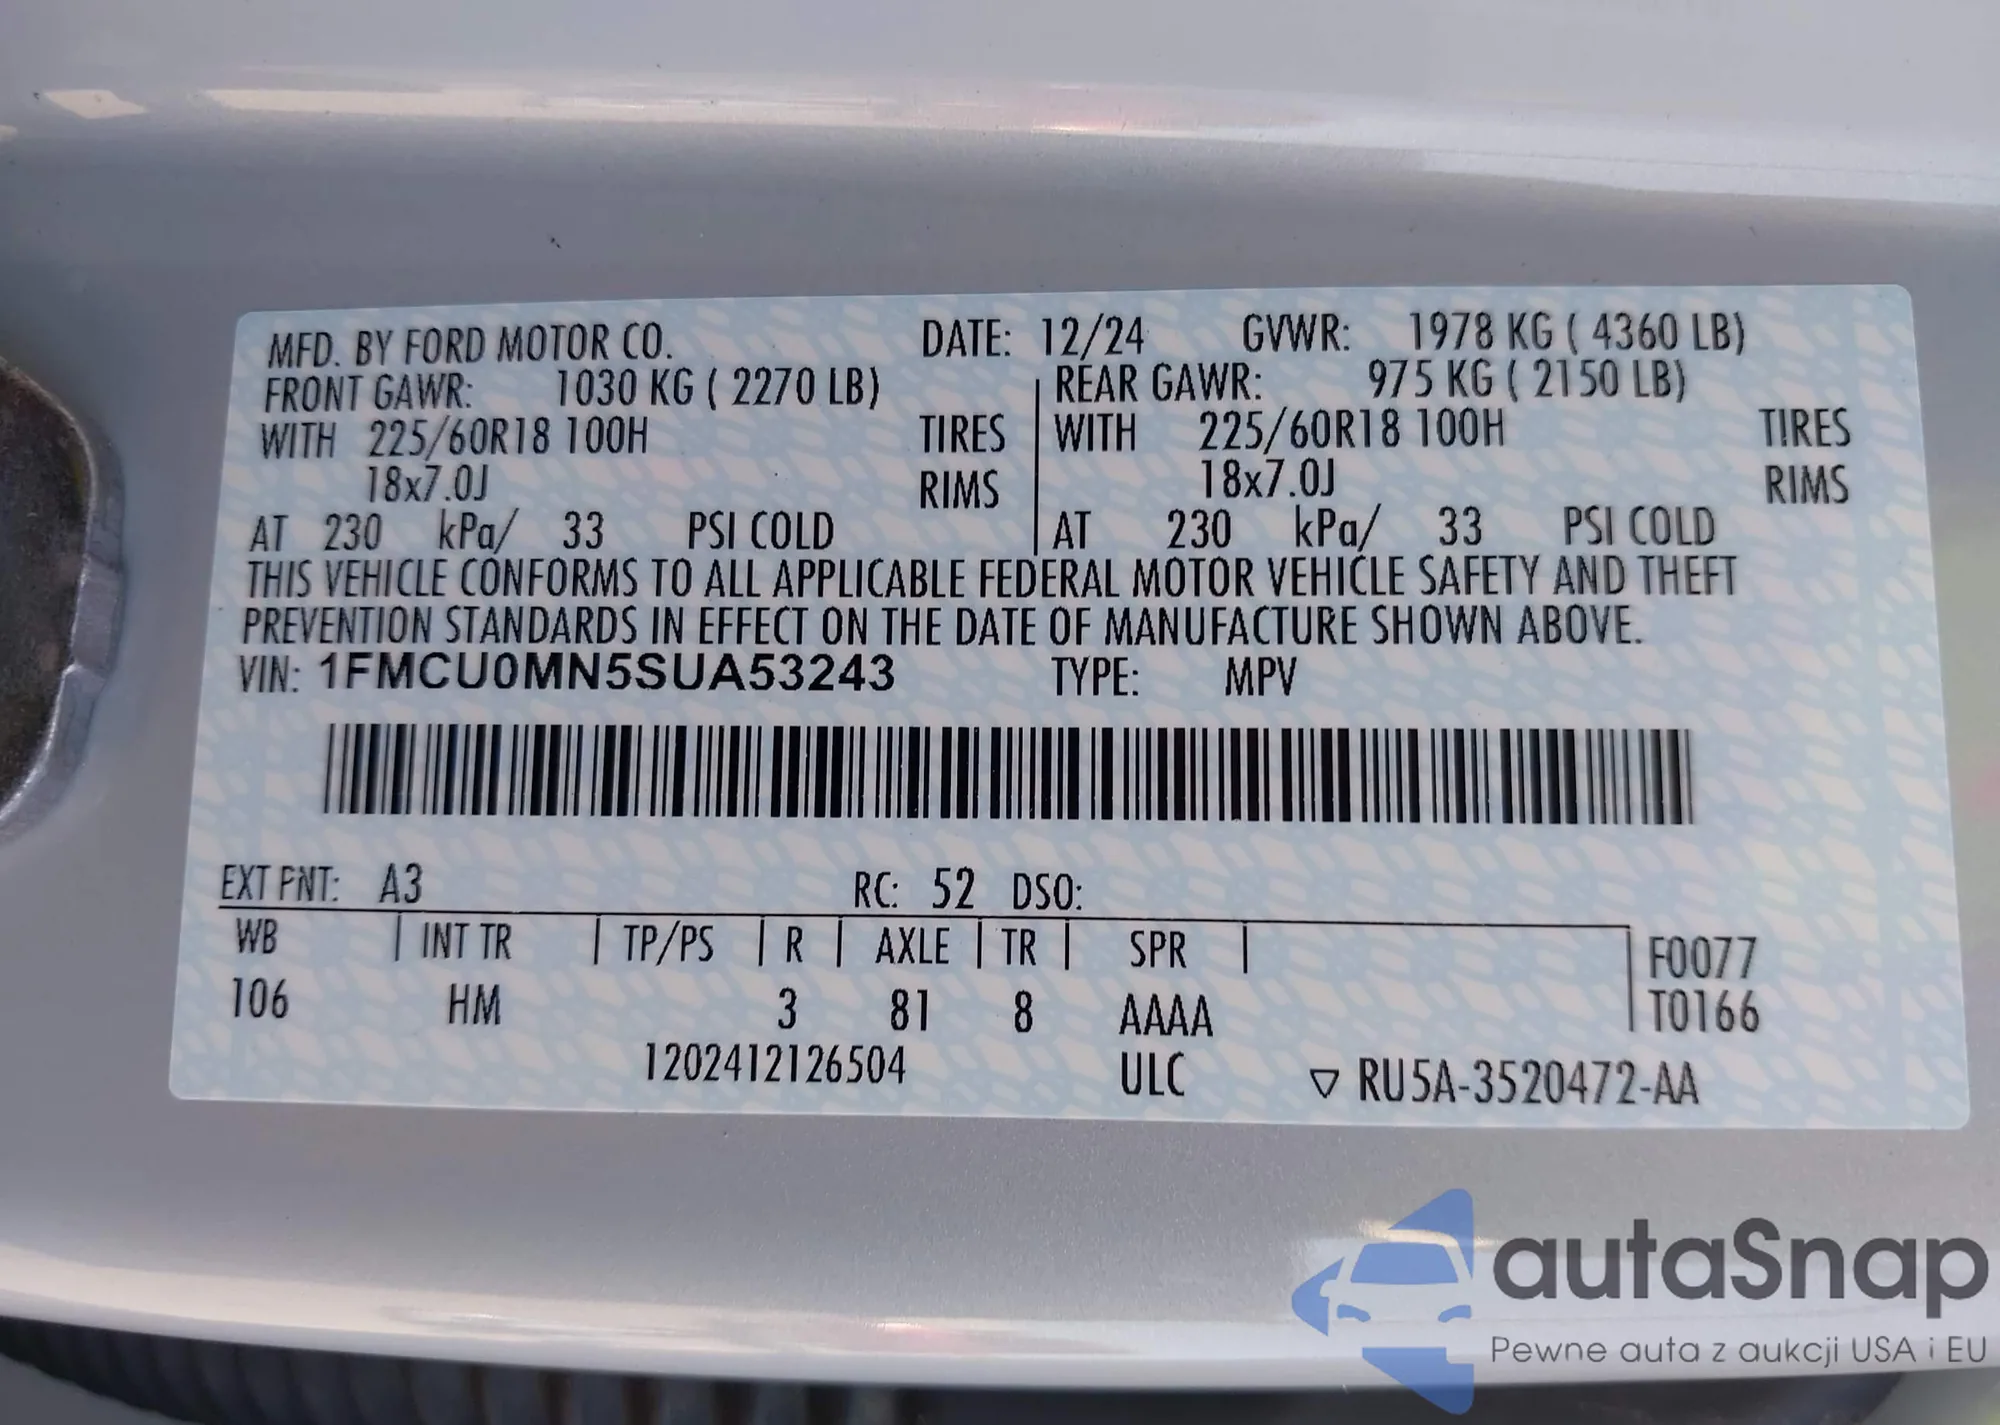 MFD. BY FORD MOTOR CO. DATE: 12/24 GVWR: 1978 KG ( 4360 LB)
FRONT GAWR: 1030 KG ( 2270 LB) REAR GAWR: 975 KG ( 2150 LB)
WITH 225/60R18 100H TIRES WITH 225/60R18 100H TIRES
18x7.0J RIMS 18x7.0J RIMS
AT 230 kPa/ 33 PSI COLD AT 230 kPa/ 33 PSI COLD
THIS VEHICLE CONFORMS TO ALL APPLICABLE FEDERAL MOTOR VEHICLE SAFETY AND THEFT
PREVENTION STANDARDS IN EFFECT ON THE DATE OF MANUFACTURE SHOWN ABOVE.
VIN: 1FMCU0MN5SUA53243 TYPE: MPV
EXT PNT: A3 RC: 52 DSO:
WB INT TR TP/PS R AXLE TR SPR F0077
106 HM 3 81 8 AAAA T0166
1202412126504 ULC ▽ RU5A-3520472-AA
autaSnap
Pewne auta z aukcji USA i EU